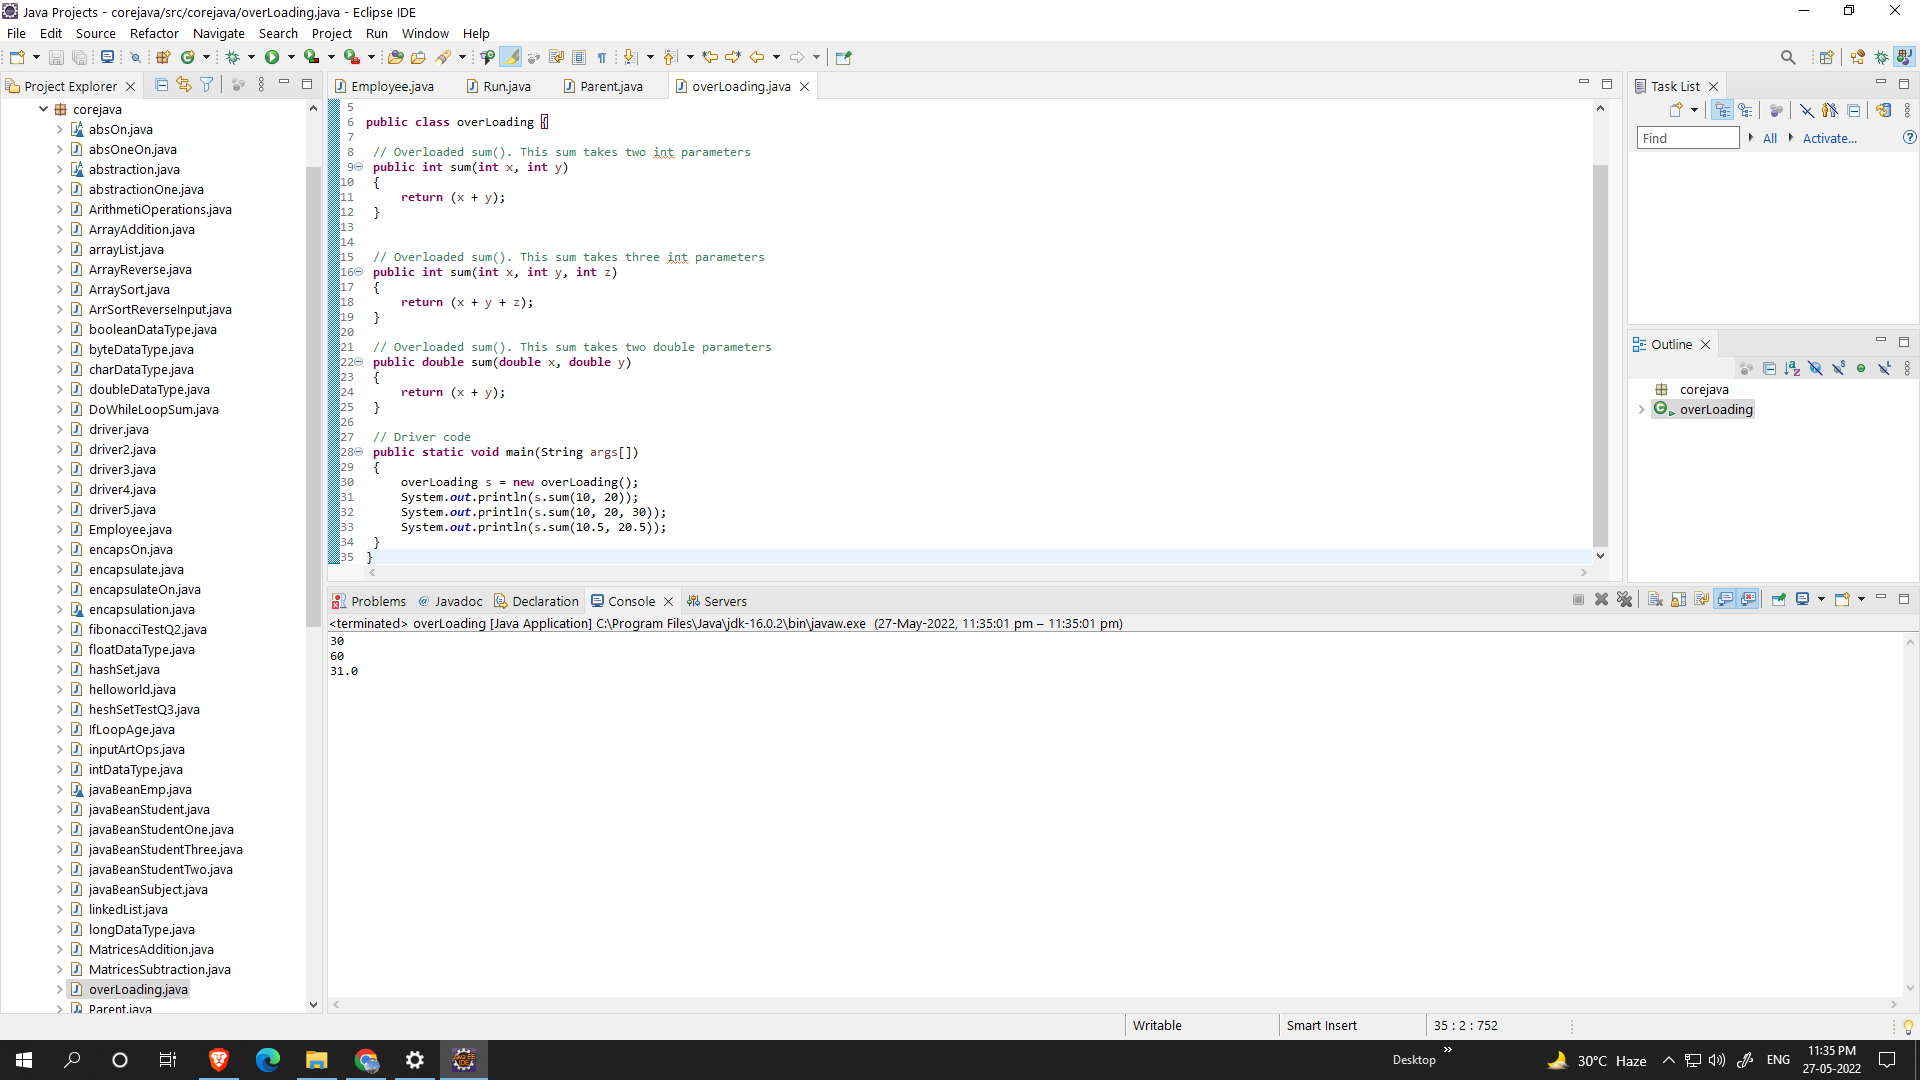 Java Projects - corejava/src/corejava/overLoading.java - Eclipse IDE
File Edit Source Refactor Navigate Search Project Run Window Help
Project Explorer
corejava
absOn.java
absOneOn.java
abstraction.java
abstractionOne.java
ArithmetiOperations.java
ArrayAddition.java
arrayList.java
ArrayReverse.java
ArraySort.java
ArrSortReverseInput.java
booleanDataType.java
byteDataType.java
charDataType.java
doubleDataType.java
DoWhileLoopSum.java
driver.java
driver2.java
driver3.java
driver4.java
driver5.java
Employee.java
encapsOn.java
encapsulate.java
encapsulateOn.java
encapsulation.java
fibonacciTestQ2.java
floatDataType.java
hashSet.java
helloworld.java
heshSetTestQ3.java
IfLoopAge.java
inputArtOps.java
intDataType.java
javaBeanEmp.java
javaBeanStudent.java
javaBeanStudentOne.java
javaBeanStudentThree.java
javaBeanStudentTwo.java
javaBeanSubject.java
linkedList.java
longDataType.java
MatricesAddition.java
MatricesSubtraction.java
overLoading.java
Parent.java
Employee.java Run.java Parent.java overLoading.java
5
6 public class overLoading {
7
8 // Overloaded sum(). This sum takes two int parameters
9 public int sum(int x, int y)
10 {
11 return (x + y);
12 }
13
14
15 // Overloaded sum(). This sum takes three int parameters
16 public int sum(int x, int y, int z)
17 {
18 return (x + y + z);
19 }
20
21 // Overloaded sum(). This sum takes two double parameters
22 public double sum(double x, double y)
23 {
24 return (x + y);
25 }
26
27 // Driver code
28 public static void main(String args[])
29 {
30 overLoading s = new overLoading();
31 System.out.println(s.sum(10, 20));
32 System.out.println(s.sum(10, 20, 30));
33 System.out.println(s.sum(10.5, 20.5));
34 }
35 }
Task List
Find All Activate...
Outline
corejava
overLoading
Problems @ Javadoc Declaration Console Servers
<terminated> overLoading [Java Application] C:\Program Files\Java\jdk-16.0.2\bin\javaw.exe (27-May-2022, 11:35:01 pm – 11:35:01 pm)
30
60
31.0
Writable Smart Insert 35 : 2 : 752
Desktop 30°C Haze ENG 11:35 PM
27-05-2022